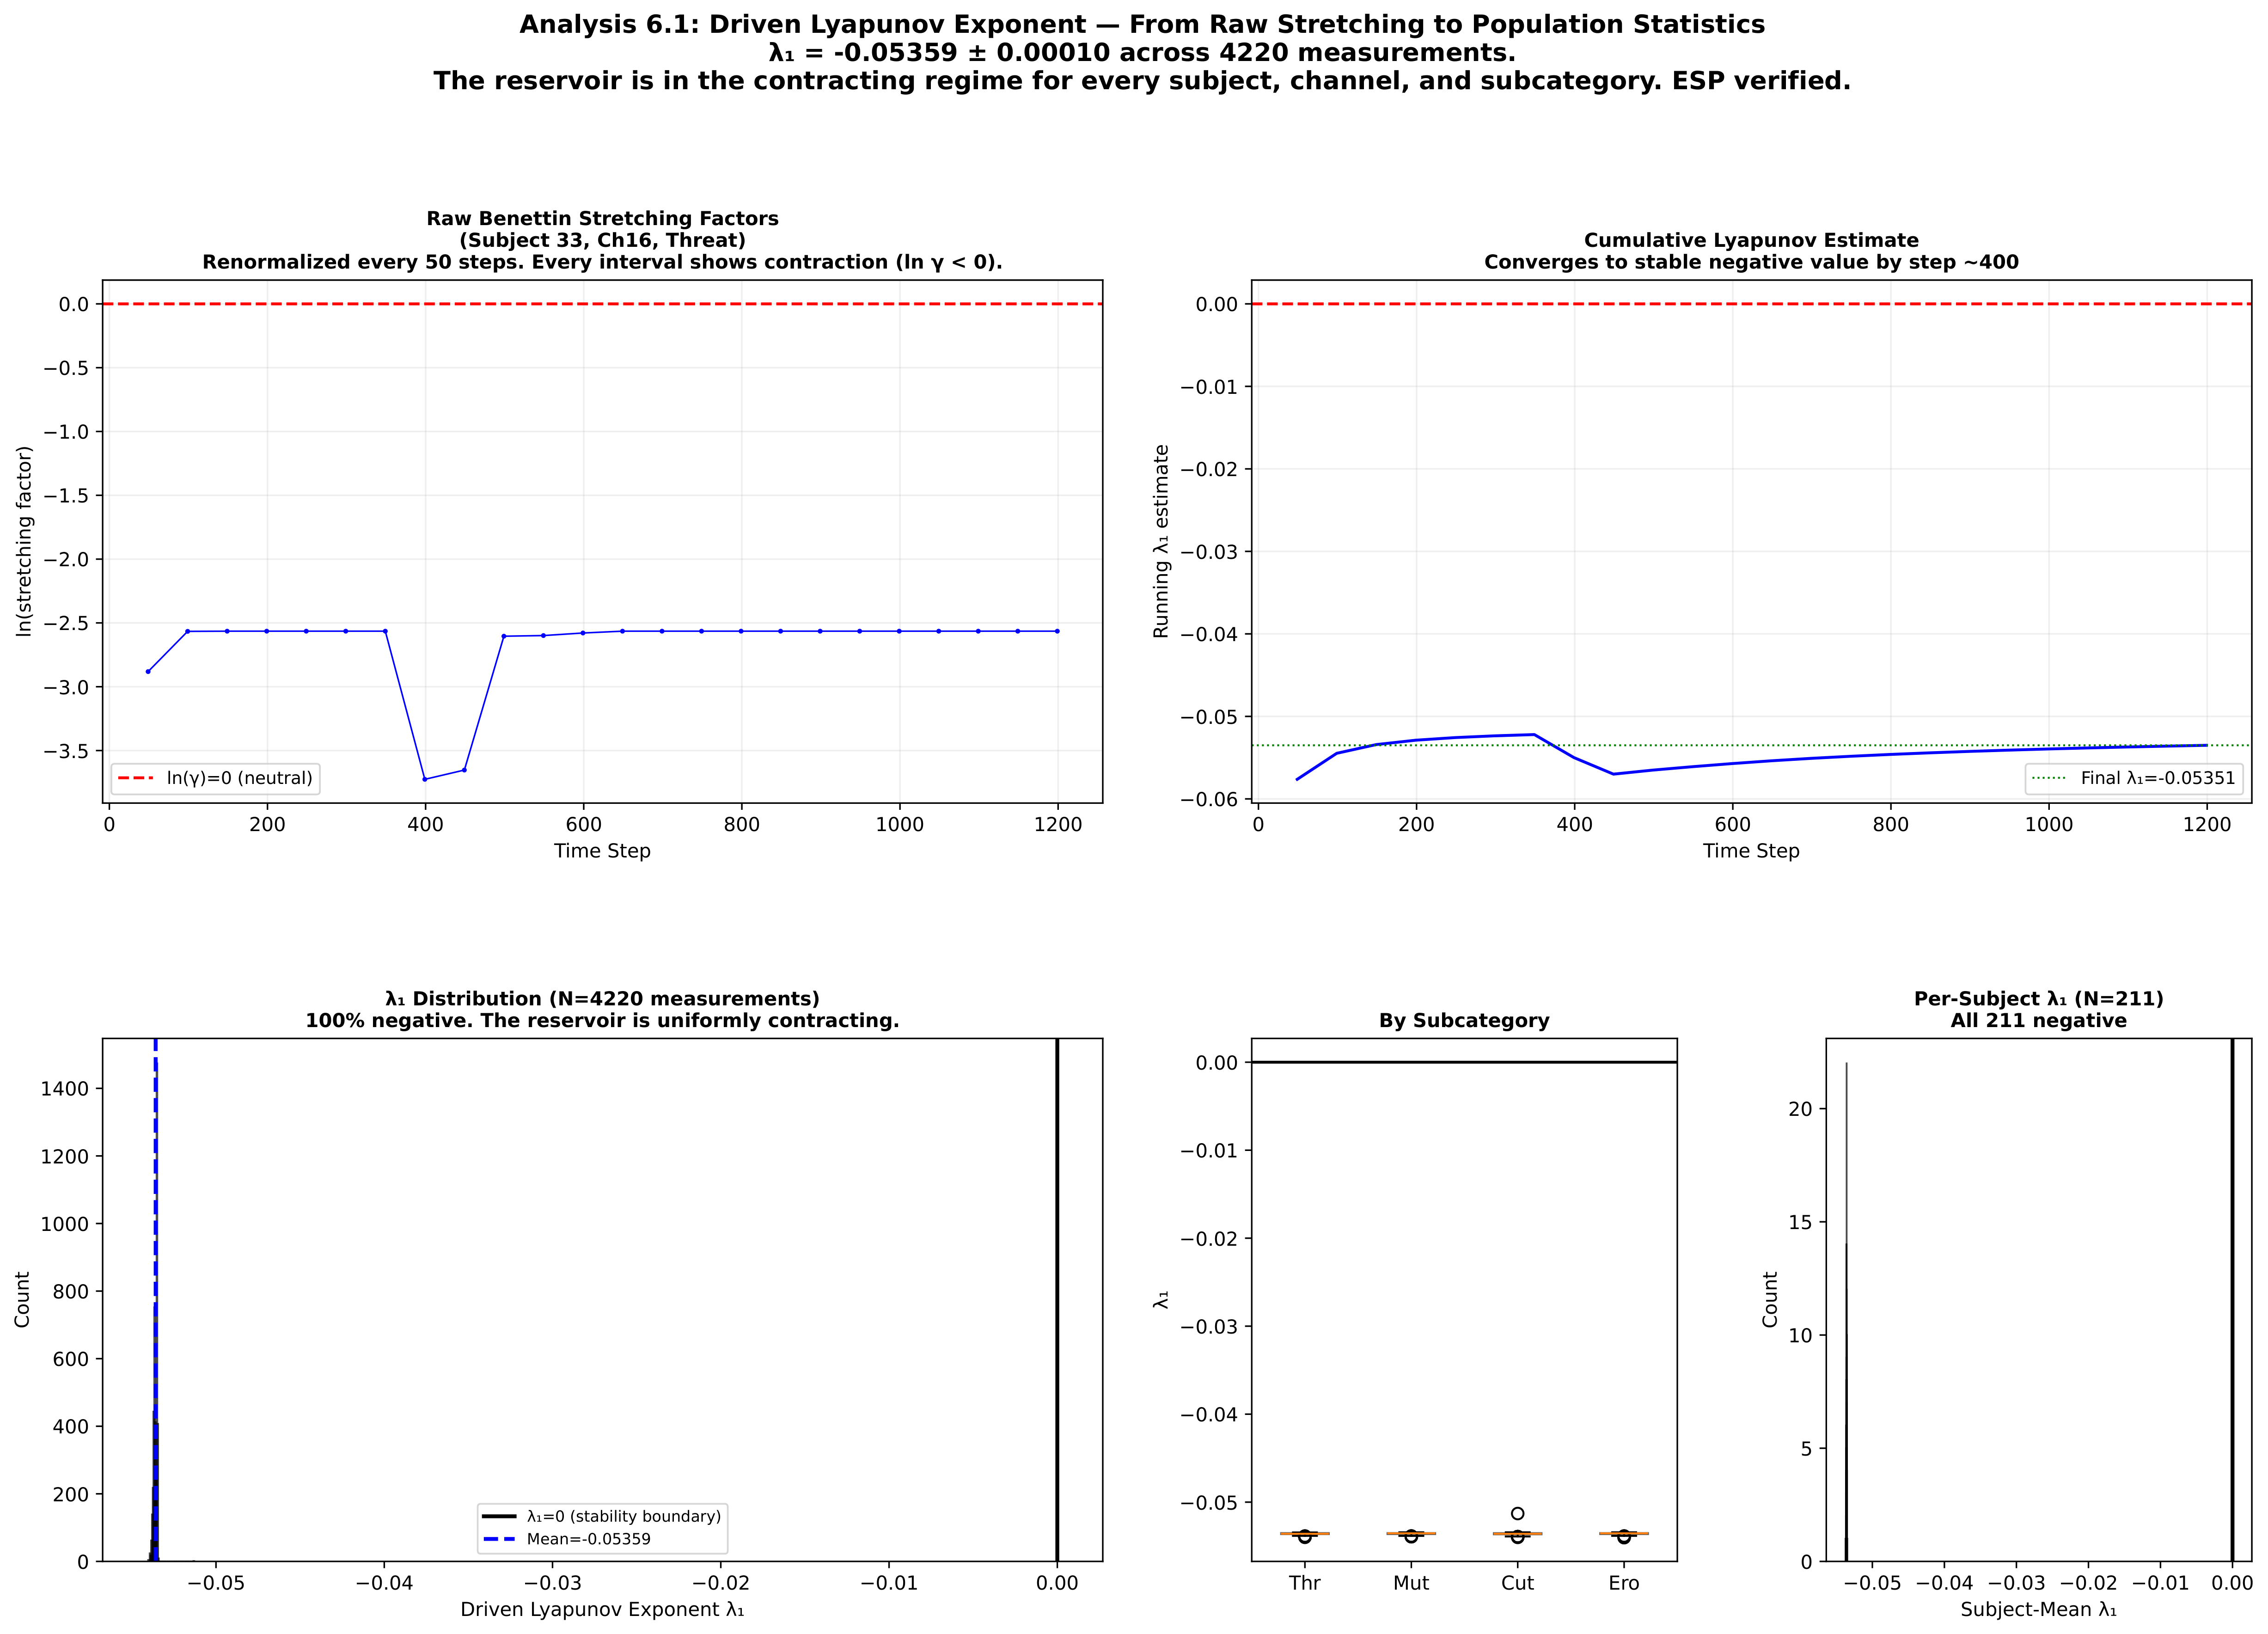 Analysis 6.1: Driven Lyapunov Exponent — From Raw Stretching to Population Statistics
λ₁ = -0.05359 ± 0.00010 across 4220 measurements.
The reservoir is in the contracting regime for every subject, channel, and subcategory. ESP verified.
Raw Benettin Stretching Factors
(Subject 33, Ch16, Threat)
Renormalized every 50 steps. Every interval shows contraction (ln γ < 0).
ln(stretching factor)
0.0
−0.5
−1.0
−1.5
−2.0
−2.5
−3.0
−3.5
ln(γ)=0 (neutral)
0 200 400 600 800 1000 1200
Time Step
Cumulative Lyapunov Estimate
Converges to stable negative value by step ~400
Running λ₁ estimate
0.00
−0.01
−0.02
−0.03
−0.04
−0.05
−0.06
Final λ₁=-0.05351
0 200 400 600 800 1000 1200
Time Step
λ₁ Distribution (N=4220 measurements)
100% negative. The reservoir is uniformly contracting.
Count
1400
1200
1000
800
600
400
200
0
λ₁=0 (stability boundary)
Mean=-0.05359
−0.05 −0.04 −0.03 −0.02 −0.01 0.00
Driven Lyapunov Exponent λ₁
By Subcategory
λ₁
0.00
−0.01
−0.02
−0.03
−0.04
−0.05
Thr Mut Cut Ero
Per-Subject λ₁ (N=211)
All 211 negative
Count
20
15
10
5
0
−0.05 −0.04 −0.03 −0.02 −0.01 0.00
Subject-Mean λ₁